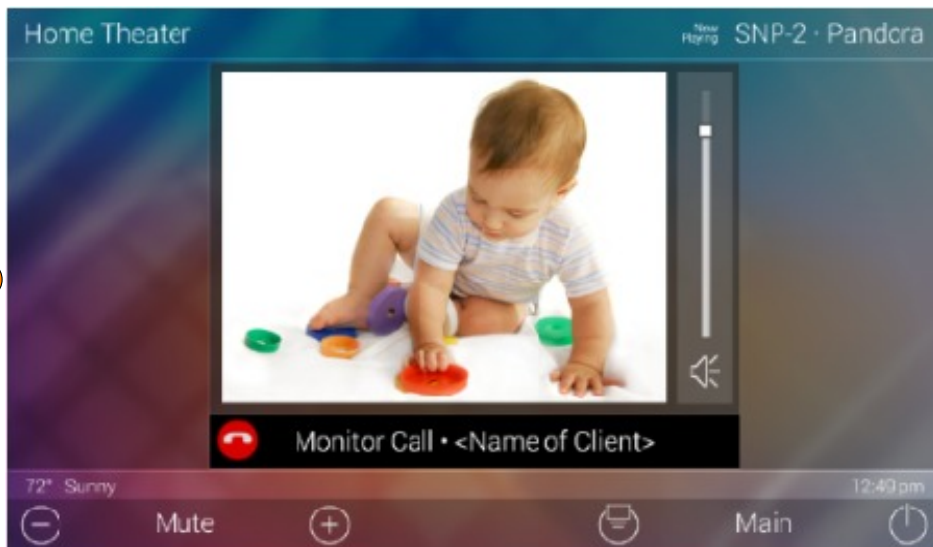 Home Theater
Now Playing SNP-2 · Pandora
Monitor Call • <Name of Client>
72° Sunny
12:49 pm
Mute
Main